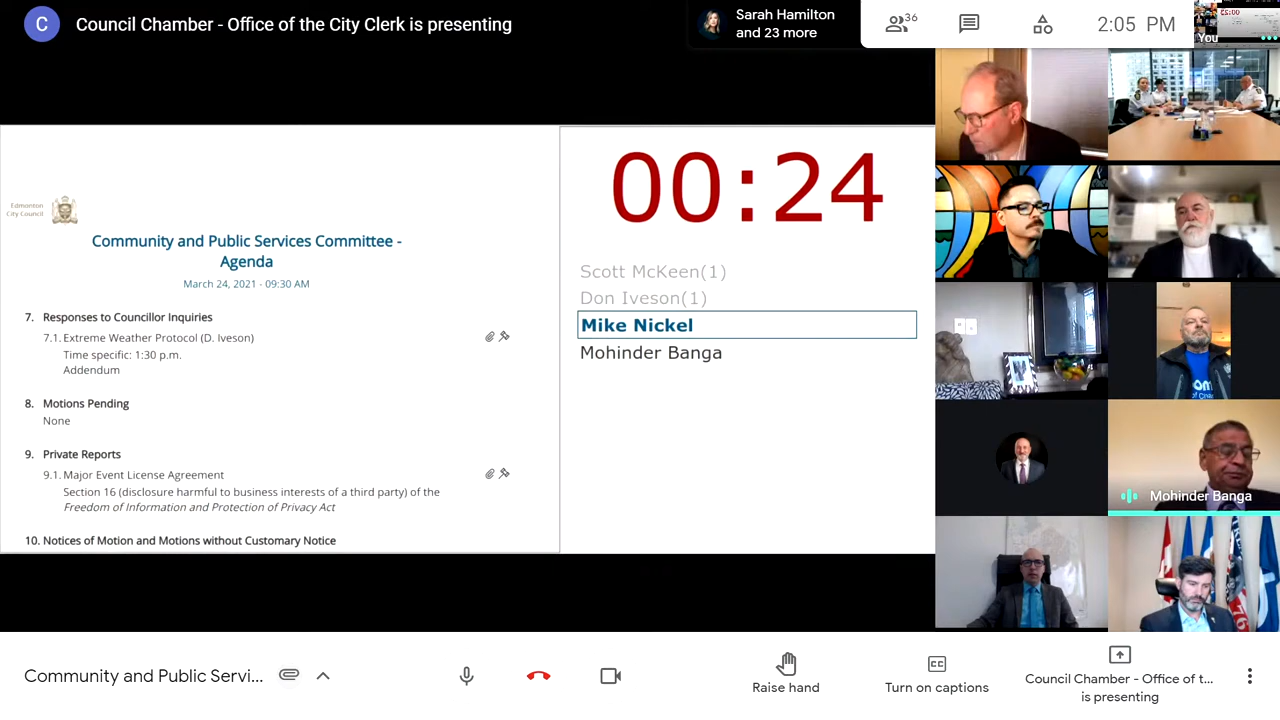 C Council Chamber - Office of the City Clerk is presenting
Sarah Hamilton
and 23 more
36
2:05 PM
You
Edmonton
City Council
Community and Public Services Committee -
Agenda
March 24, 2021 - 09:30 AM
7. Responses to Councillor Inquiries
7.1. Extreme Weather Protocol (D. Iveson)
Time specific: 1:30 p.m.
Addendum
8. Motions Pending
None
9. Private Reports
9.1. Major Event License Agreement
Section 16 (disclosure harmful to business interests of a third party) of the
Freedom of Information and Protection of Privacy Act
10. Notices of Motion and Motions without Customary Notice
00:24
Scott McKeen(1)
Don Iveson(1)
Mike Nickel
Mohinder Banga
Mohinder Banga
Community and Public Servi...
Raise hand
Turn on captions
Council Chamber - Office of t...
is presenting